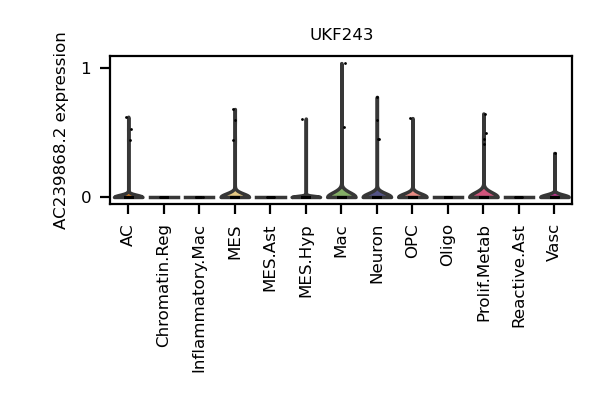 UKF243
AC239868.2 expression
1
0
AC
Chromatin.Reg
Inflammatory.Mac
MES
MES.Ast
MES.Hyp
Mac
Neuron
OPC
Oligo
Prolif.Metab
Reactive.Ast
Vasc